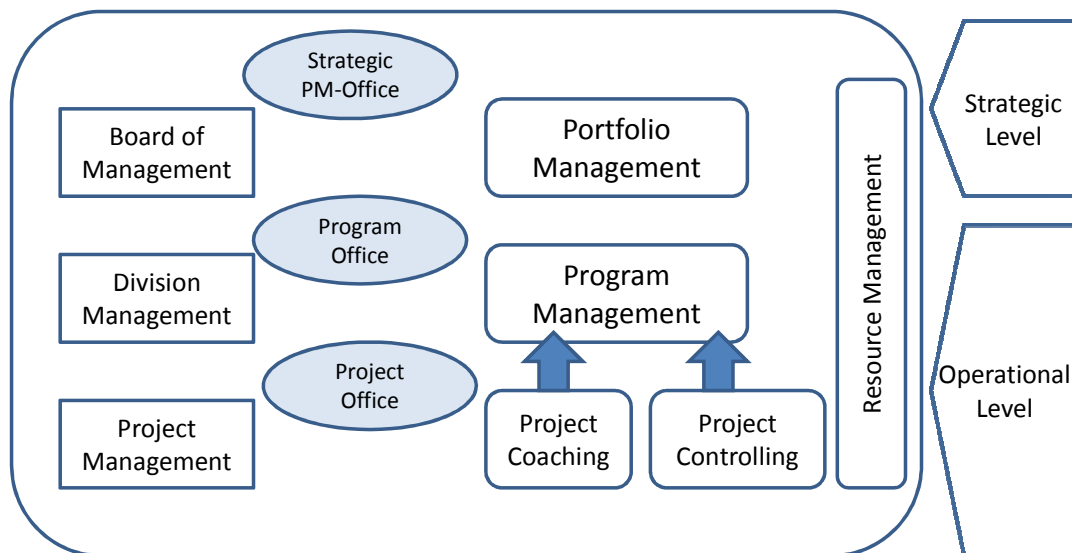 Strategic
PM-Office
Board of
Management
Portfolio
Management
Strategic
Level
Program
Office
Division
Management
Program
Management
Resource Management
Project
Office
Operational
Level
Project
Management
Project
Coaching
Project
Controlling